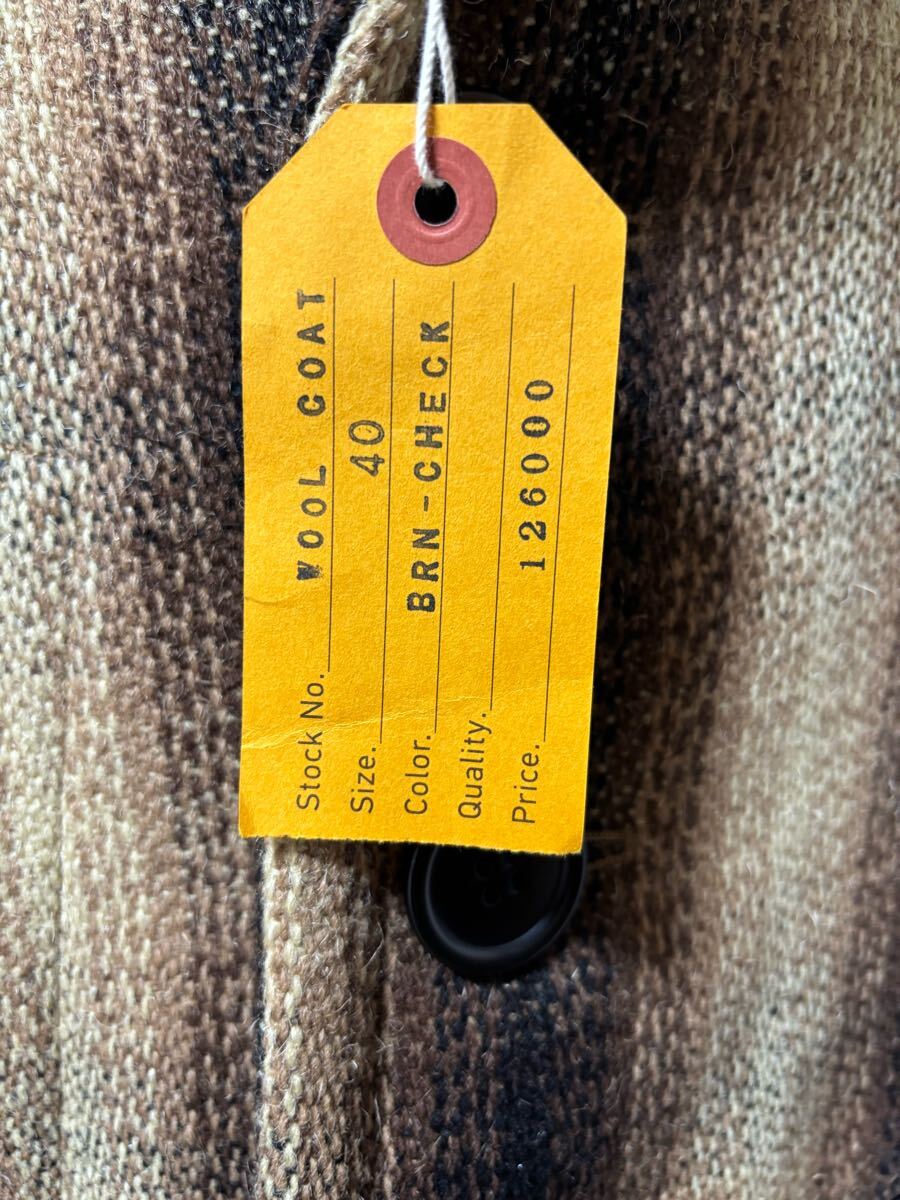 Stock No. WOOL COAT
Size. 40
Color. BRN-CHECK
Quality.
Price. 126000